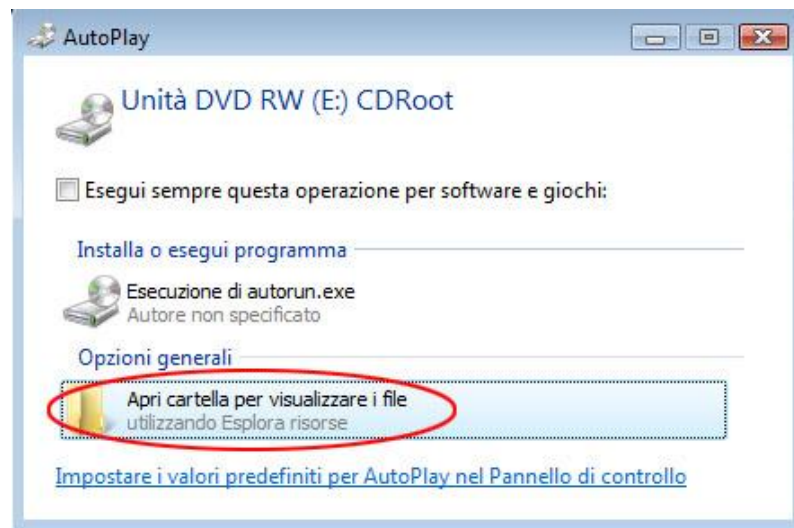 AutoPlay
Unità DVD RW (E:) CDRoot
Esegui sempre questa operazione per software e giochi:
Installa o esegui programma
Esecuzione di autorun.exe
Autore non specificato
Opzioni generali
Apri cartella per visualizzare i file
utilizzando Esplora risorse
Impostare i valori predefiniti per AutoPlay nel Pannello di controllo